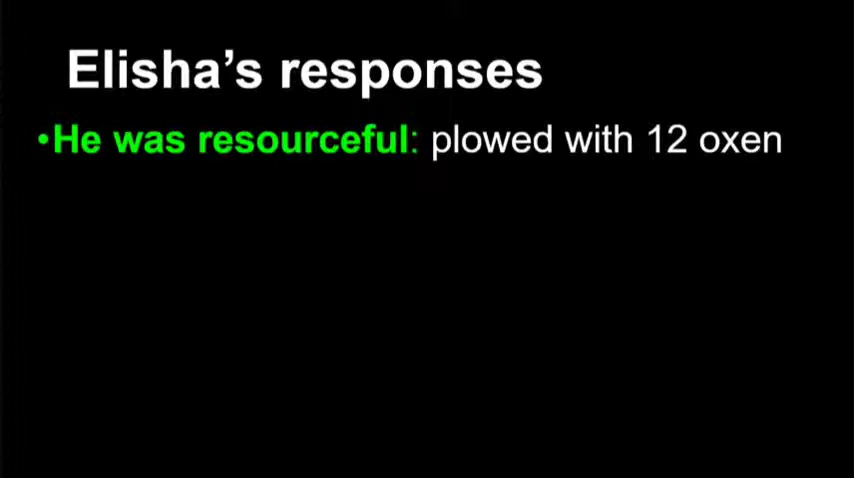 Elisha’s responses
•He was resourceful: plowed with 12 oxen